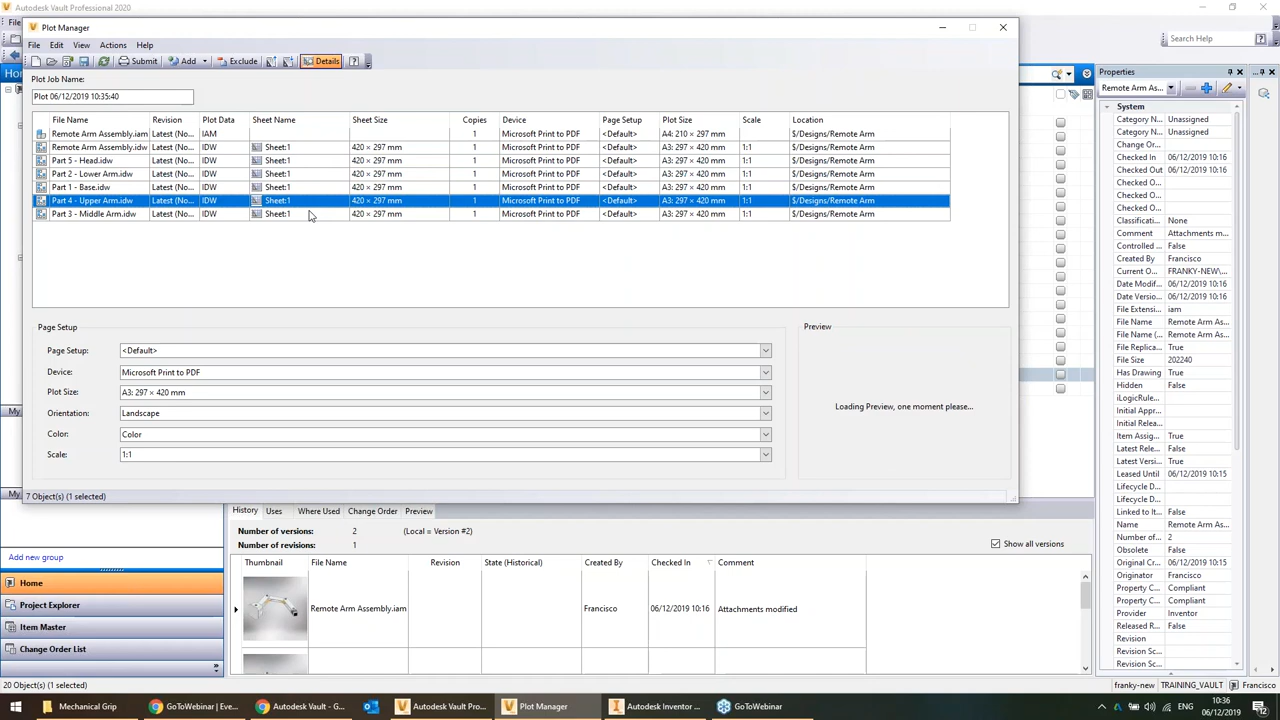 Autodesk Vault Professional 2020
Plot Manager
File Edit View Actions Help
Submit Add Exclude Details
Plot Job Name:
Plot 06/12/2019 10:35:40
File Name Revision Plot Data Sheet Name Sheet Size Copies Device Page Setup Plot Size Scale Location
Remote Arm Assembly.iam Latest (No... IAM 1 Microsoft Print to PDF <Default> A4: 210 × 297 mm $/Designs/Remote Arm
Remote Arm Assembly.idw Latest (No... IDW Sheet:1 420 × 297 mm 1 Microsoft Print to PDF <Default> A3: 297 × 420 mm 1:1 $/Designs/Remote Arm
Part 5 - Head.idw Latest (No... IDW Sheet:1 420 × 297 mm 1 Microsoft Print to PDF <Default> A3: 297 × 420 mm 1:1 $/Designs/Remote Arm
Part 2 - Lower Arm.idw Latest (No... IDW Sheet:1 420 × 297 mm 1 Microsoft Print to PDF <Default> A3: 297 × 420 mm 1:1 $/Designs/Remote Arm
Part 1 - Base.idw Latest (No... IDW Sheet:1 420 × 297 mm 1 Microsoft Print to PDF <Default> A3: 297 × 420 mm 1:1 $/Designs/Remote Arm
Part 4 - Upper Arm.idw Latest (No... IDW Sheet:1 420 × 297 mm 1 Microsoft Print to PDF <Default> A3: 297 × 420 mm 1:1 $/Designs/Remote Arm
Part 3 - Middle Arm.idw Latest (No... IDW Sheet:1 420 × 297 mm 1 Microsoft Print to PDF <Default> A3: 297 × 420 mm 1:1 $/Designs/Remote Arm
Page Setup
Page Setup: <Default>
Device: Microsoft Print to PDF
Plot Size: A3: 297 × 420 mm
Orientation: Landscape
Color: Color
Scale: 1:1
Preview
Loading Preview, one moment please...
7 Object(s) (1 selected)
Search Help
Properties
Remote Arm As...
System
Category N... Unassigned
Category N... Unassigned
Change Or...
Checked In 06/12/2019 10:16
Checked Out 06/12/2019 10:16
Checked O...
Checked O...
Checked O...
Classificati... None
Comment Attachments m...
Controlled ... False
Created By Francisco
Current O... FRANKY-NEW\...
Date Modif... 06/12/2019 10:16
Date Versio... 06/12/2019 10:16
File Extensi... iam
File Name Remote Arm As...
File Name (... Remote Arm As...
File Replica... True
File Size 202240
Has Drawing True
Hidden False
iLogicRule...
Initial Appr...
Initial Relea...
Item Assig... True
Latest Rele... False
Latest Versi... True
Leased Until 06/12/2019 10:15
Lifecycle D...
Lifecycle D...
Linked to It... False
Name Remote Arm As...
Number of... 2
Obsolete False
Original Cr... 06/12/2019 10:15
Originator Francisco
Property C... Compliant
Property C... Compliant
Provider Inventor
Released R... False
Revision
Revision Sc...
Revision Sc...
History Uses Where Used Change Order Preview
Number of versions: 2 (Local = Version #2)
Number of revisions: 1
Show all versions
Thumbnail File Name Revision State (Historical) Created By Checked In Comment
Remote Arm Assembly.iam Francisco 06/12/2019 10:16 Attachments modified
My
My
Add new group
Home
Project Explorer
Item Master
Change Order List
20 Object(s) (1 selected)
franky-new TRAINING_VAULT Francisco
Mechanical Grip
GoToWebinar | Eve...
Autodesk Vault - G...
Autodesk Vault Pro...
Plot Manager
Autodesk Inventor ...
GoToWebinar
10:36
06/12/2019